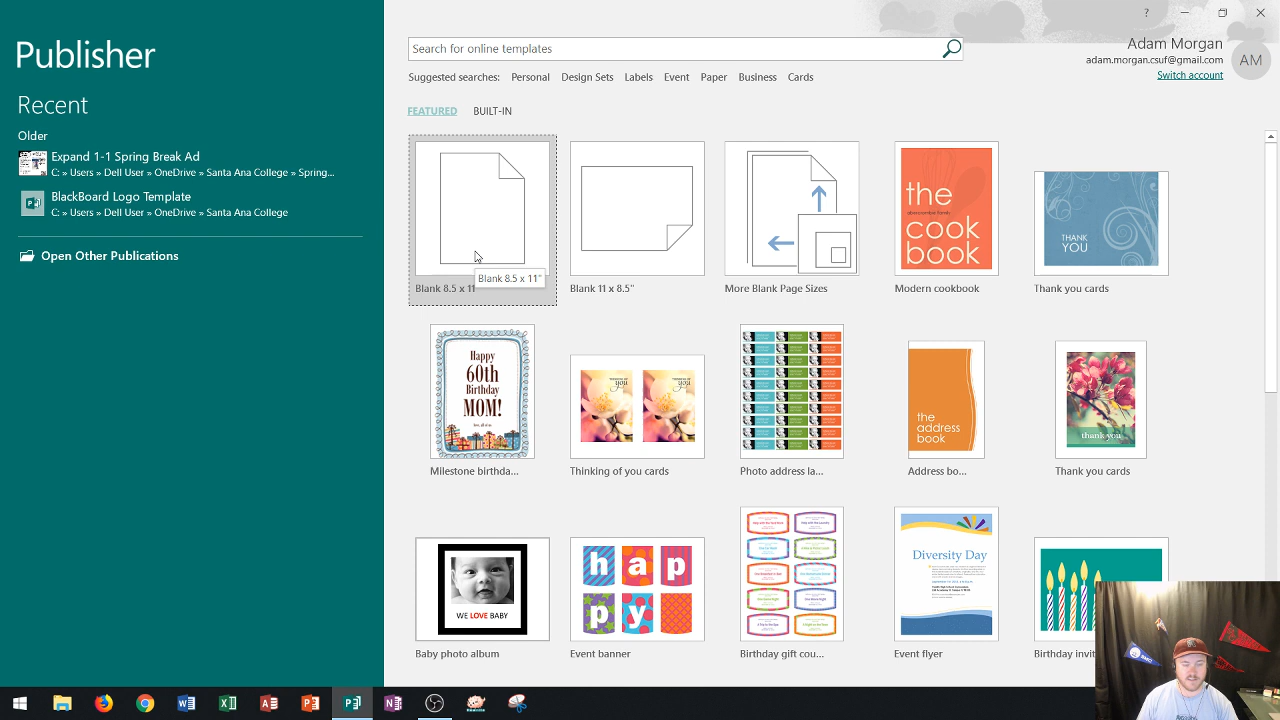 Publisher
Recent
Older
Expand 1-1 Spring Break Ad
C: » Users » Dell User » OneDrive » Santa Ana College » Spring...
BlackBoard Logo Template
C: » Users » Dell User » OneDrive » Santa Ana College
Open Other Publications
?
Search for online templates
Adam Morgan
adam.morgan.csuf@gmail.com
Switch account
AM
Suggested searches: Personal Design Sets Labels Event Paper Business Cards
FEATURED BUILT-IN
the
cook
book
THANK
YOU
Blank 8.5 x 11"
Blank 8.5 x 11
Blank 11 x 8.5"
More Blank Page Sizes
Modern cookbook
Thank you cards
Happy
60th
Birthday
MOM
the
address
book
thank you
Milestone birthda...
Thinking of you cards
Photo address la...
Address bo...
Thank you cards
WE LOVE BABY
hap
py
Diversity Day
Baby photo album
Event banner
Birthday gift cou...
Event flyer
Birthday invit